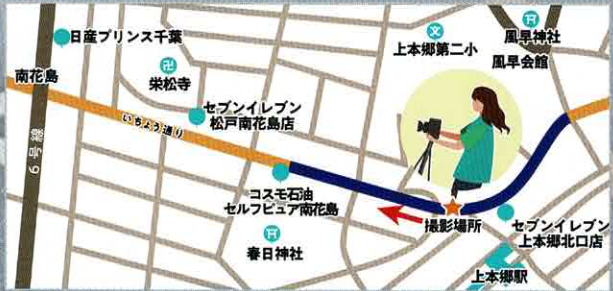 日産プリンス千葉
南花島
栄松寺
6号線
いちょう通り
セブンイレブン
松戸南花島店
コスモ石油
セルフピュア南花島
春日神社
文
上本郷第二小
風早神社
風早会館
撮影場所
セブンイレブン
上本郷北口店
上本郷駅